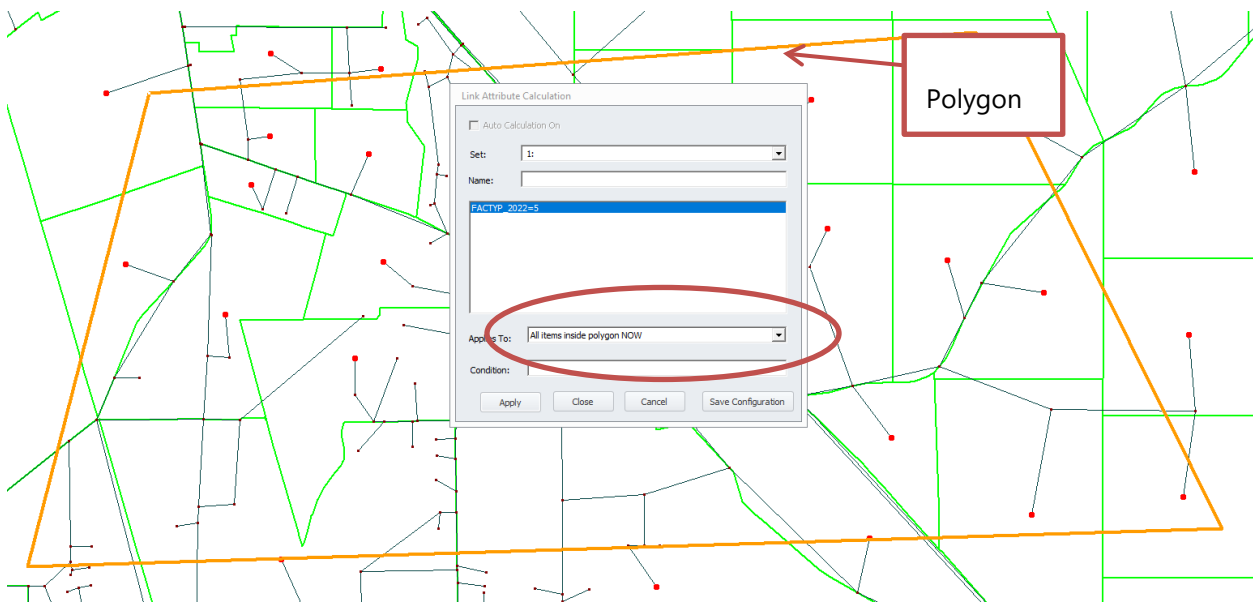 Polygon
Link Attribute Calculation
Auto Calculation On
Set: 1:
Name:
FACTYP_2022=5
Applies To: All items inside polygon NOW
Condition:
Apply Close Cancel Save Configuration